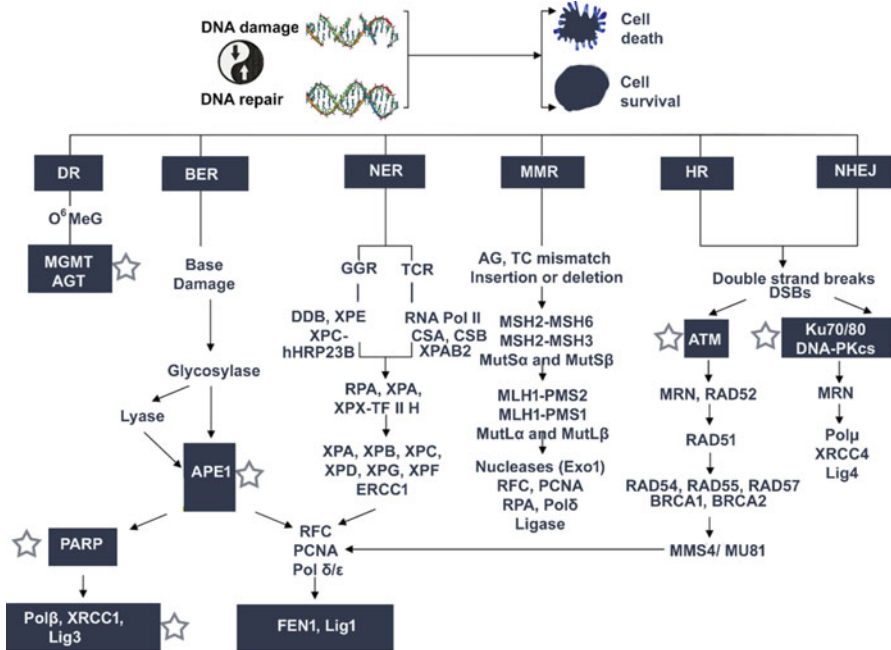 DNA damage
DNA repair
Cell
death
Cell
survival
DR
BER
NER
MMR
HR
NHEJ
O⁶MeG
MGMT
AGT
Base
Damage
Glycosylase
Lyase
APE1
PARP
Polβ, XRCC1,
Lig3
GGR
TCR
DDB, XPE
XPC-
hHRP23B
RNA Pol II
CSA, CSB
XPAB2
RPA, XPA,
XPX-TF II H
XPA, XPB, XPC,
XPD, XPG, XPF
ERCC1
RFC
PCNA
Pol δ/ε
FEN1, Lig1
AG, TC mismatch
Insertion or deletion
MSH2-MSH6
MSH2-MSH3
MutSα and MutSβ
MLH1-PMS2
MLH1-PMS1
MutLα and MutLβ
Nucleases (Exo1)
RFC, PCNA
RPA, Polδ
Ligase
Double strand breaks
DSBs
ATM
MRN, RAD52
RAD51
RAD54, RAD55, RAD57
BRCA1, BRCA2
MMS4/ MU81
Ku70/80
DNA-PKcs
MRN
Polμ
XRCC4
Lig4